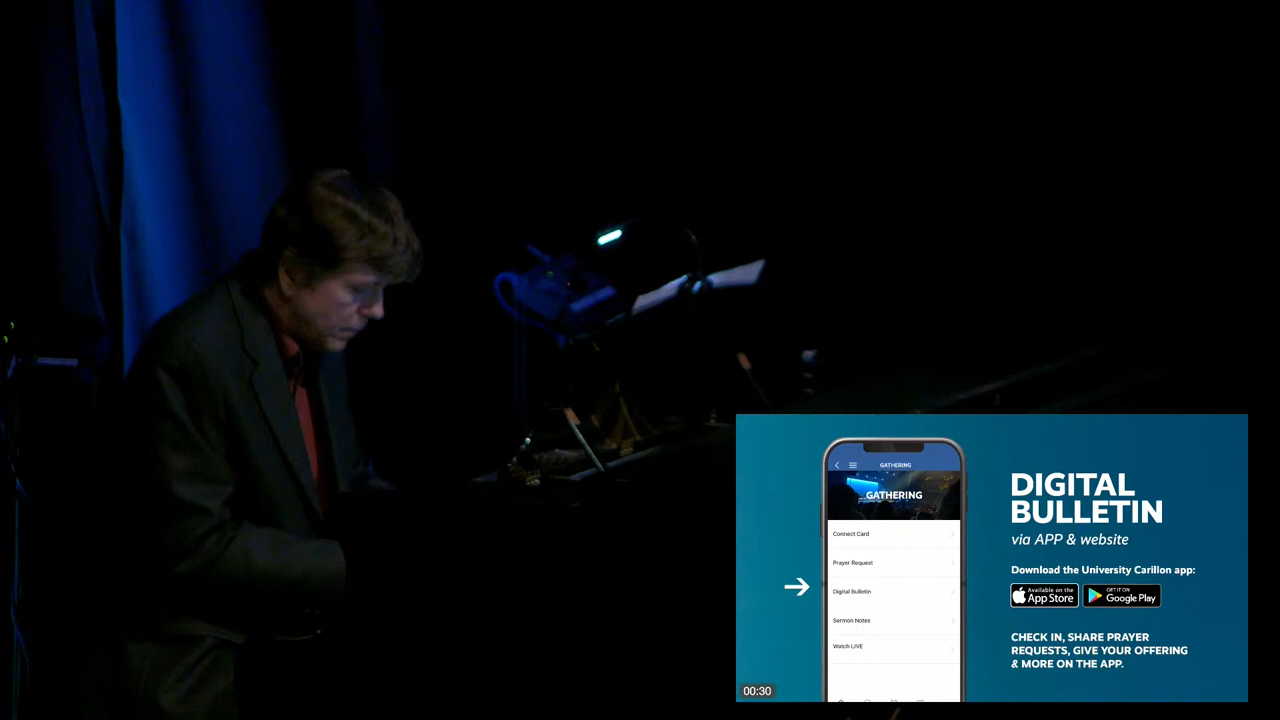 GATHERING
GATHERING
Connect Card
Prayer Request
Digital Bulletin
Sermon Notes
Watch LIVE
DIGITAL
BULLETIN
via APP & website
Download the University Carillon app:
Available on the
App Store
GET IT ON
Google Play
CHECK IN, SHARE PRAYER
REQUESTS, GIVE YOUR OFFERING
& MORE ON THE APP.
00:30